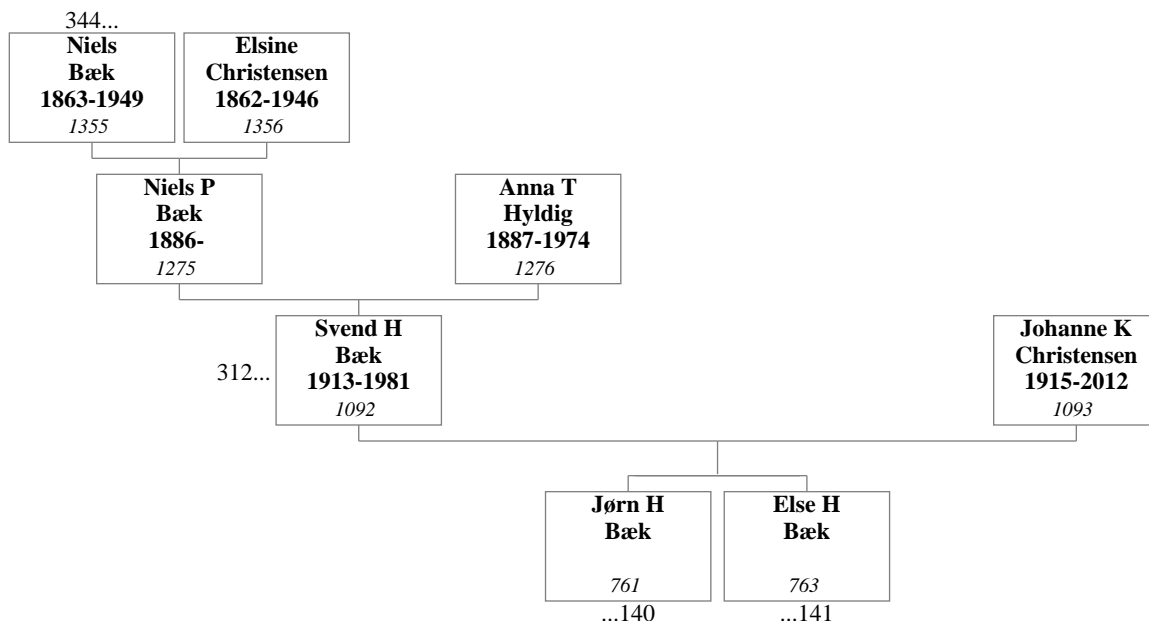 344...
Niels
Bæk
1863-1949
1355
Elsine
Christensen
1862-1946
1356
Niels P
Bæk
1886-
1275
Anna T
Hyldig
1887-1974
1276
312...
Svend H
Bæk
1913-1981
1092
Johanne K
Christensen
1915-2012
1093
Jørn H
Bæk
761
...140
Else H
Bæk
763
...141